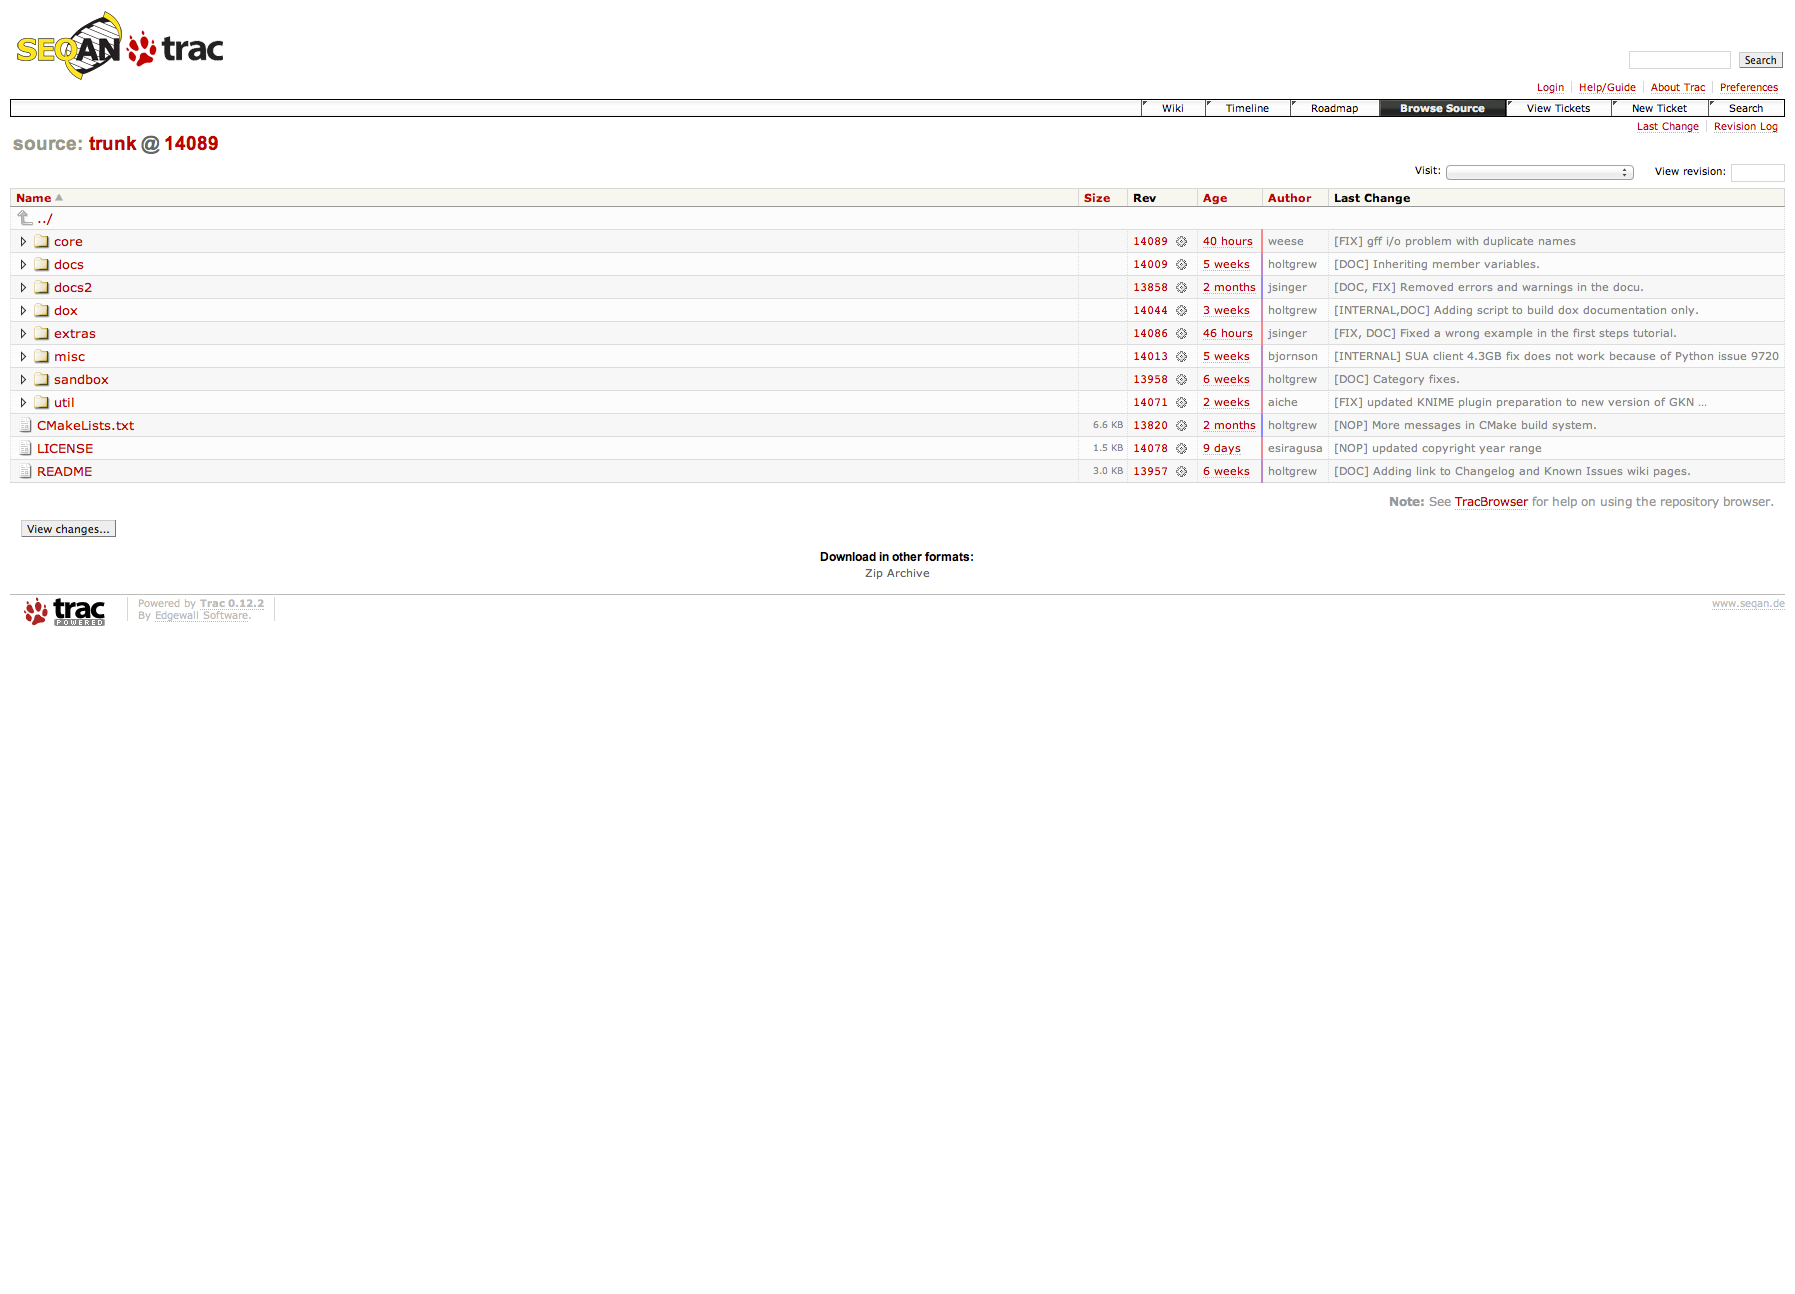 SEQAN trac
Search
Login Help/Guide About Trac Preferences
Wiki Timeline Roadmap Browse Source View Tickets New Ticket Search
Last Change Revision Log
source: trunk @ 14089
Visit: View revision:
Name Size Rev Age Author Last Change
../
core 14089 40 hours weese [FIX] gff i/o problem with duplicate names
docs 14009 5 weeks holtgrew [DOC] Inheriting member variables.
docs2 13858 2 months jsinger [DOC, FIX] Removed errors and warnings in the docu.
dox 14044 3 weeks holtgrew [INTERNAL,DOC] Adding script to build dox documentation only.
extras 14086 46 hours jsinger [FIX, DOC] Fixed a wrong example in the first steps tutorial.
misc 14013 5 weeks bjornson [INTERNAL] SUA client 4.3GB fix does not work because of Python issue 9720
sandbox 13958 6 weeks holtgrew [DOC] Category fixes.
util 14071 2 weeks aiche [FIX] updated KNIME plugin preparation to new version of GKN ...
CMakeLists.txt 6.6 KB 13820 2 months holtgrew [NOP] More messages in CMake build system.
LICENSE 1.5 KB 14078 9 days esiragusa [NOP] updated copyright year range
README 3.0 KB 13957 6 weeks holtgrew [DOC] Adding link to Changelog and Known Issues wiki pages.
Note: See TracBrowser for help on using the repository browser.
View changes...
Download in other formats:
Zip Archive
trac POWERED
Powered by Trac 0.12.2
By Edgewall Software.
www.seqan.de